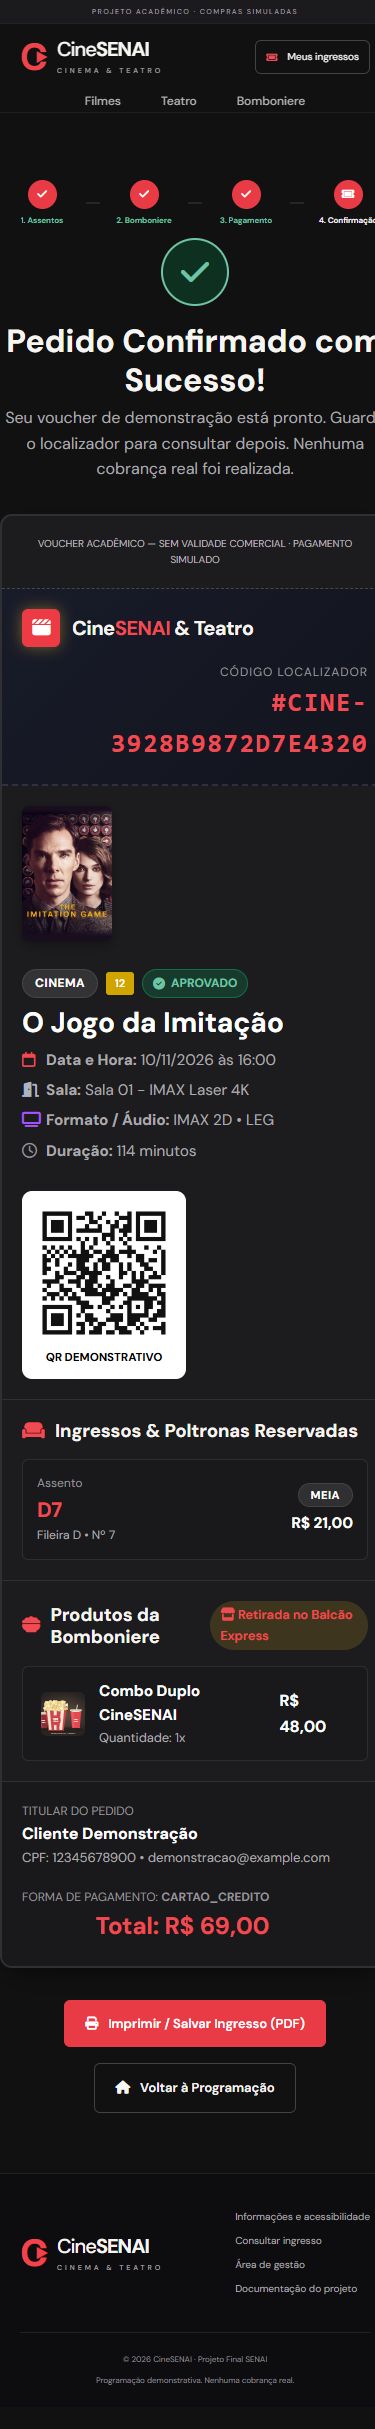 PROJETO ACADÊMICO · COMPRAS SIMULADAS
CineSENAI
CINEMA & TEATRO
Meus ingressos
Filmes Teatro Bomboniere
1. Assentos 2. Bomboniere 3. Pagamento 4. Confirmação
Pedido Confirmado com
Sucesso!
Seu voucher de demonstração está pronto. Guard
o localizador para consultar depois. Nenhuma
cobrança real foi realizada.
VOUCHER ACADÊMICO — SEM VALIDADE COMERCIAL · PAGAMENTO
SIMULADO
CineSENAI & Teatro
CÓDIGO LOCALIZADOR
#CINE-
3928B9872D7E4320
THE
IMITATION GAME
CINEMA 12 APROVADO
O Jogo da Imitação
Data e Hora: 10/11/2026 às 16:00
Sala: Sala 01 - IMAX Laser 4K
Formato / Áudio: IMAX 2D • LEG
Duração: 114 minutos
QR DEMONSTRATIVO
Ingressos & Poltronas Reservadas
Assento
D7
Fileira D • Nº 7
MEIA
R$ 21,00
Produtos da
Bomboniere
Retirada no Balcão
Express
Combo Duplo
CineSENAI
Quantidade: 1x
R$
48,00
TITULAR DO PEDIDO
Cliente Demonstração
CPF: 12345678900 • demonstracao@example.com
FORMA DE PAGAMENTO: CARTAO_CREDITO
Total: R$ 69,00
Imprimir / Salvar Ingresso (PDF)
Voltar à Programação
CineSENAI
CINEMA & TEATRO
Informações e acessibilidade
Consultar ingresso
Área de gestão
Documentação do projeto
© 2026 CineSENAI · Projeto Final SENAI
Programação demonstrativa. Nenhuma cobrança real.